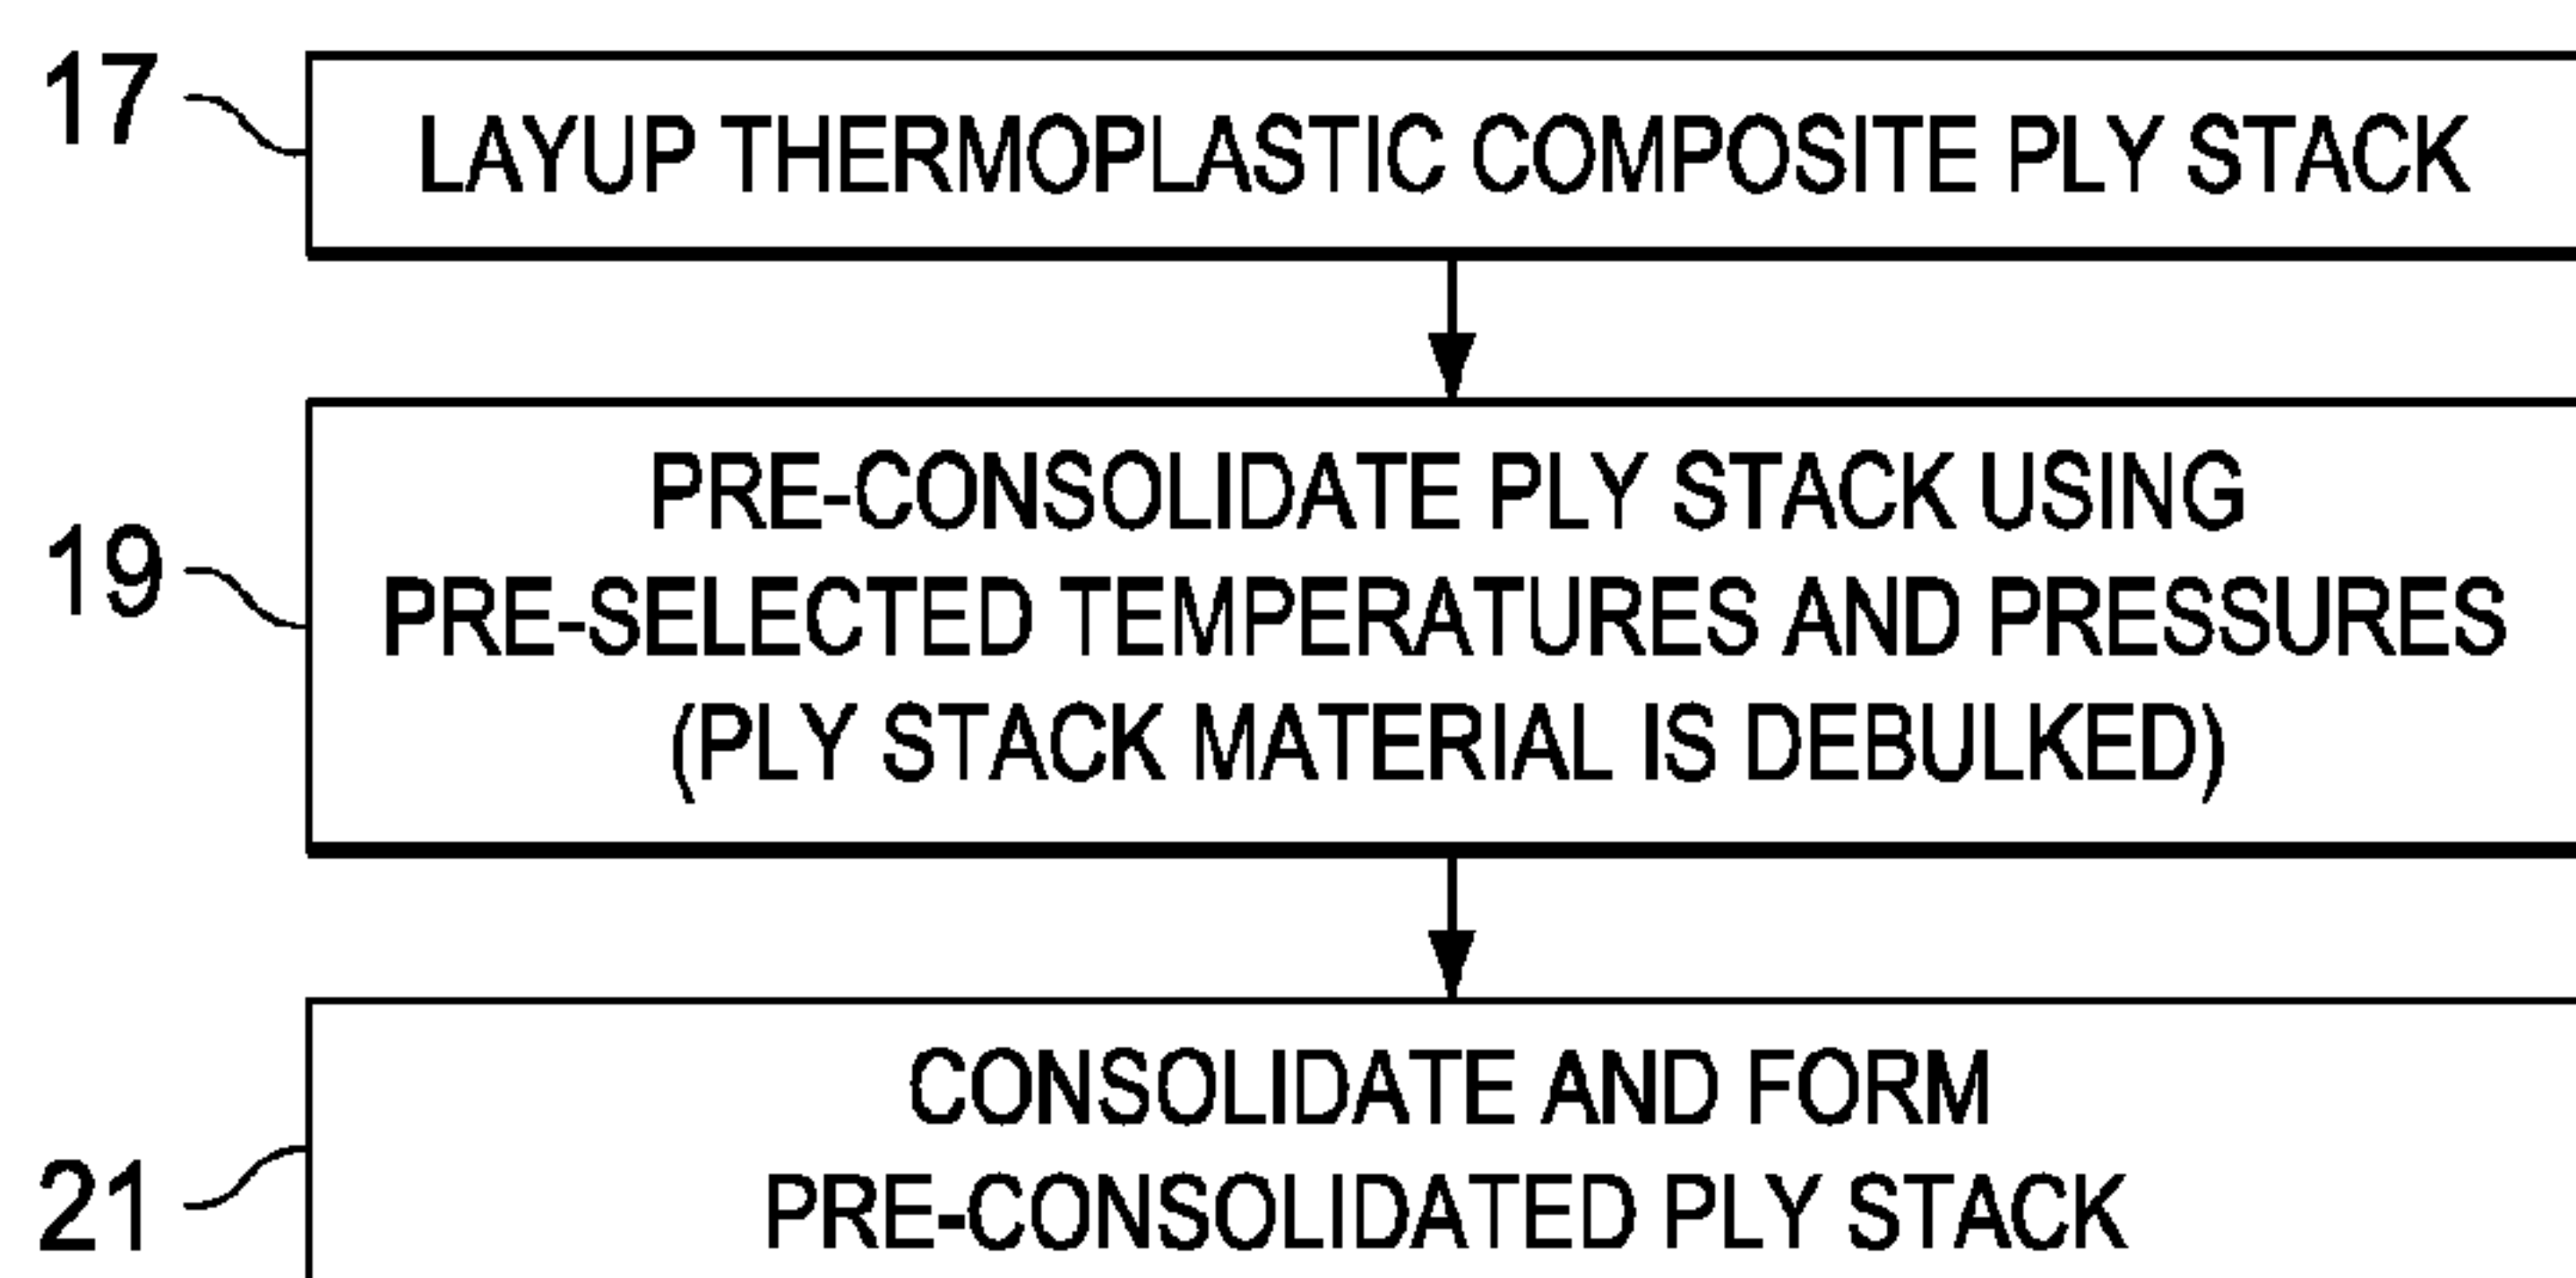 17
LAYUP THERMOPLASTIC COMPOSITE PLY STACK
19
PRE-CONSOLIDATE PLY STACK USING
PRE-SELECTED TEMPERATURES AND PRESSURES
(PLY STACK MATERIAL IS DEBULKED)
21
CONSOLIDATE AND FORM
PRE-CONSOLIDATED PLY STACK